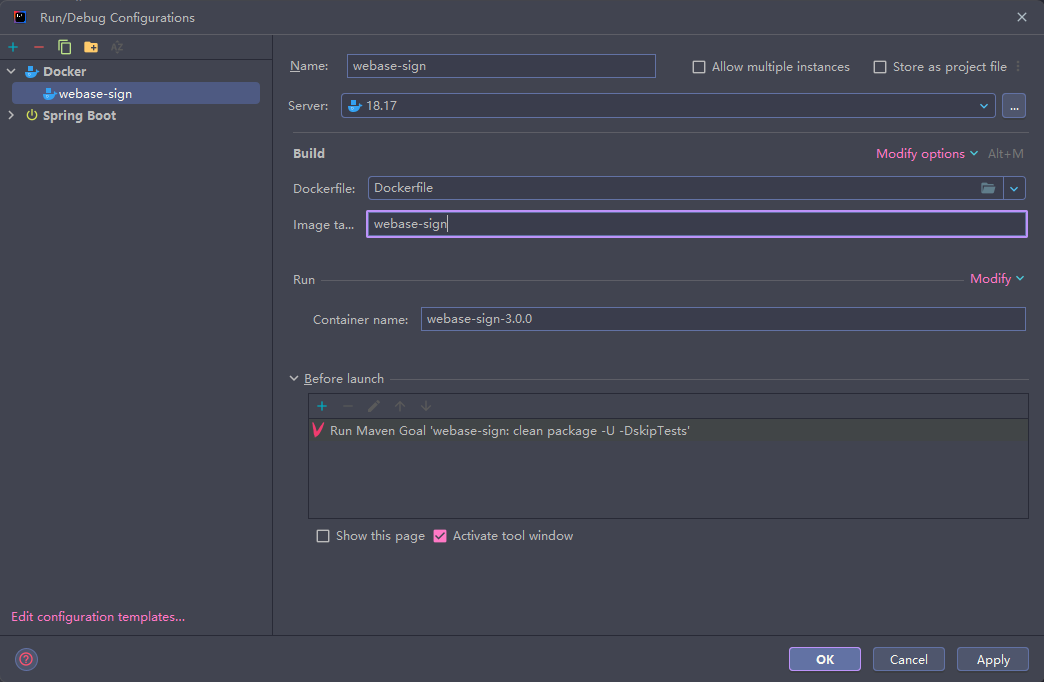 Run/Debug Configurations
Docker
webase-sign
Spring Boot
Edit configuration templates...
Name: webase-sign Allow multiple instances Store as project file
Server: 18.17 ...
Build Modify options Alt+M
Dockerfile: Dockerfile
Image ta... webase-sign
Run Modify
Container name: webase-sign-3.0.0
Before launch
Run Maven Goal 'webase-sign: clean package -U -DskipTests'
Show this page Activate tool window
? OK Cancel Apply